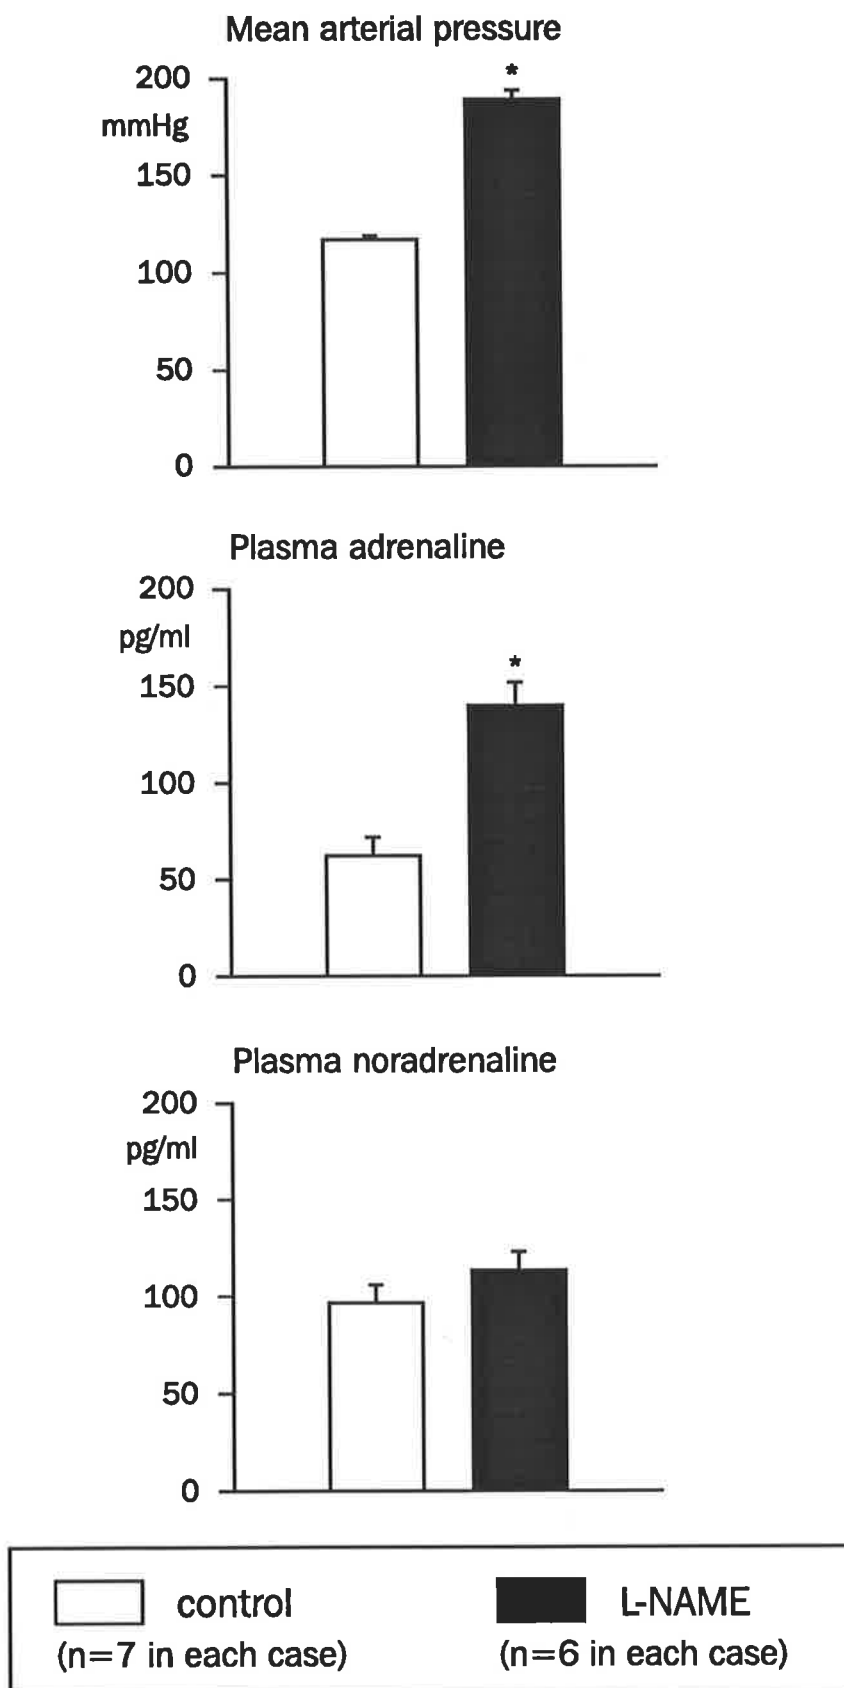 Mean arterial pressure
*
200
mmHg
150
100
50
0
Plasma adrenaline
200
pg/ml
*
150
100
50
0
Plasma noradrenaline
200
pg/ml
150
100
50
0
control
L-NAME
(n=7 in each case)
(n=6 in each case)